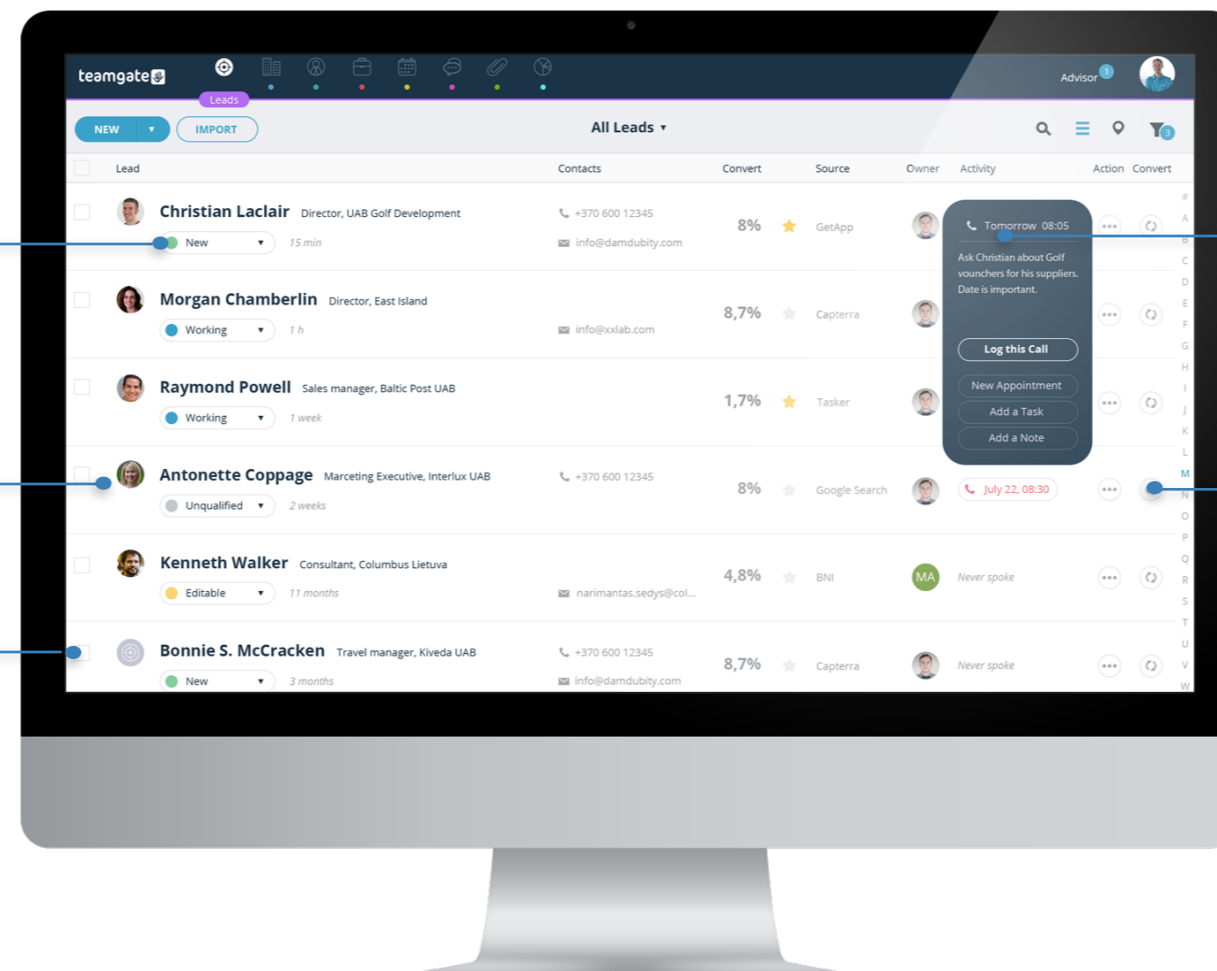 teamgate
Advisor 1
Leads
NEW ▼ IMPORT All Leads ▼ 3
Lead Contacts Convert Source Owner Activity Action Convert
Christian Laclair Director, UAB Golf Development
New ▼ 15 min
+370 600 12345
info@damdubity.com
8% GetApp
Tomorrow 08:05
Ask Christian about Golf
vounchers for his suppliers.
Date is important.
Log this Call
New Appointment
Add a Task
Add a Note
Morgan Chamberlin Director, East Island
Working ▼ 1 h
info@xxlab.com
8,7% Capterra
Raymond Powell Sales manager, Baltic Post UAB
Working ▼ 1 week
1,7% Tasker
Antonette Coppage Marceting Executive, Interlux UAB
Unqualified ▼ 2 weeks
+370 600 12345
8% Google Search
July 22, 08:30
Kenneth Walker Consultant, Columbus Lietuva
Editable ▼ 11 months
narimantas.sedys@col...
4,8% BNI MA Never spoke
Bonnie S. McCracken Travel manager, Kiveda UAB
New ▼ 3 months
+370 600 12345
info@damdubity.com
8,7% Capterra Never spoke
#
A
B
C
D
E
F
G
H
I
J
K
L
M
N
O
P
Q
R
S
T
U
V
W